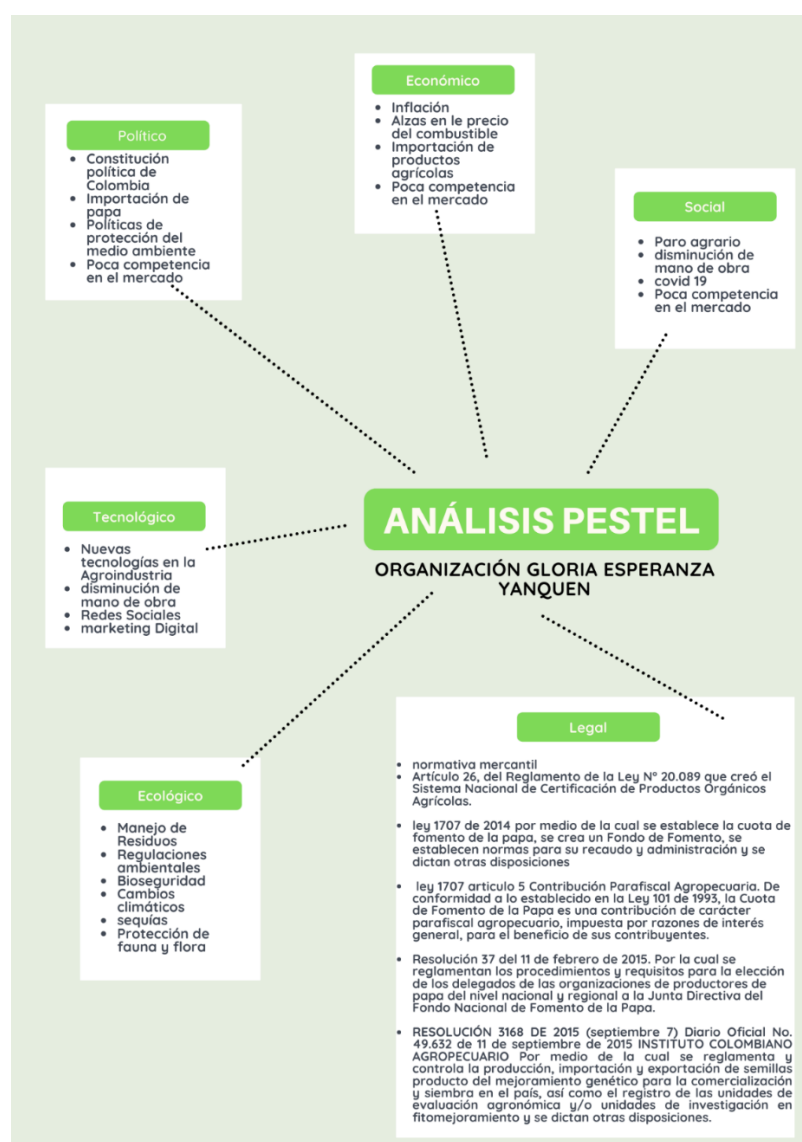 Económico
Inflación
Alzas en le precio
del combustible
Importación de
productos
agrícolas
Poca competencia
en el mercado
Político
Constitución
política de
Colombia
Importación de
papa
Políticas de
protección del
medio ambiente
Poca competencia
en el mercado
Social
Paro agrario
disminución de
mano de obra
covid 19
Poca competencia
en el mercado
ANÁLISIS PESTEL
ORGANIZACIÓN GLORIA ESPERANZA
YANQUEN
Tecnológico
Nuevas
tecnologías en la
Agroindustria
disminución de
mano de obra
Redes Sociales
marketing Digital
Ecológico
Manejo de
Residuos
Regulaciones
ambientales
Bioseguridad
Cambios
climáticos
sequías
Protección de
fauna y flora
Legal
normativa mercantil
Artículo 26, del Reglamento de la Ley Nº 20.089 que creó el
Sistema Nacional de Certificación de Productos Orgánicos
Agrícolas.
ley 1707 de 2014 por medio de la cual se establece la cuota de
fomento de la papa, se crea un Fondo de Fomento, se
establecen normas para su recaudo y administración y se
dictan otras disposiciones
ley 1707 articulo 5 Contribución Parafiscal Agropecuaria. De
conformidad a lo establecido en la Ley 101 de 1993, la Cuota
de Fomento de la Papa es una contribución de carácter
parafiscal agropecuario, impuesta por razones de interés
general, para el beneficio de sus contribuyentes.
Resolución 37 del 11 de febrero de 2015. Por la cual se
reglamentan los procedimientos y requisitos para la elección
de los delegados de las organizaciones de productores de
papa del nivel nacional y regional a la Junta Directiva del
Fondo Nacional de Fomento de la Papa.
RESOLUCIÓN 3168 DE 2015 (septiembre 7) Diario Oficial No.
49.632 de 11 de septiembre de 2015 INSTITUTO COLOMBIANO
AGROPECUARIO Por medio de la cual se reglamenta y
controla la producción, importación y exportación de semillas
producto del mejoramiento genético para la comercialización
y siembra en el país, así como el registro de las unidades de
evaluación agronómica y/o unidades de investigación en
fitomejoramiento y se dictan otras disposiciones.